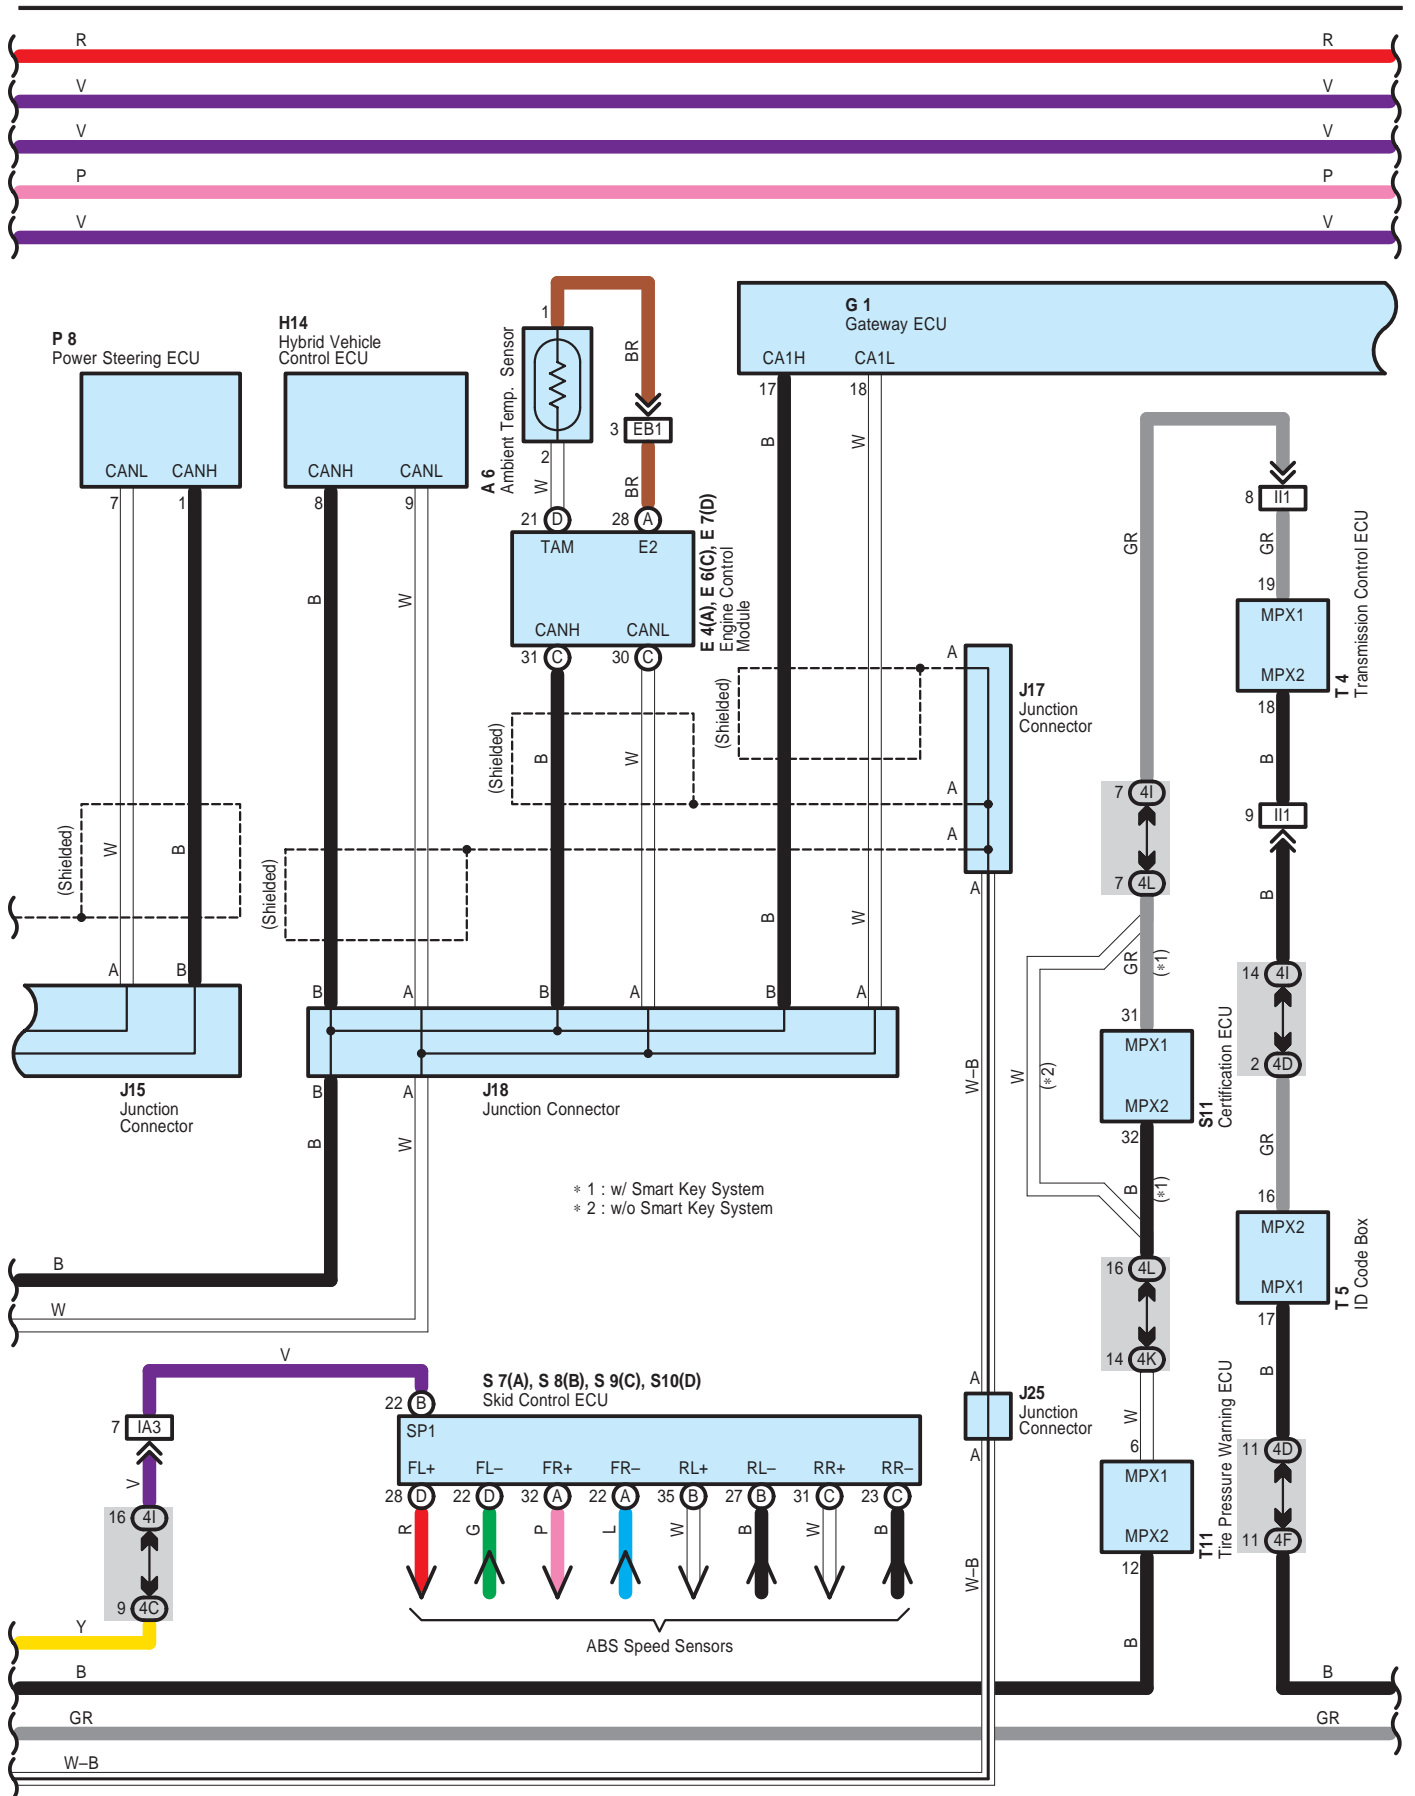 R R
V V
V V
P P
V V
P 8
Power Steering ECU
CANL CANH
7 1
W B
(Shielded)
A B
J15
Junction
Connector
H14
Hybrid Vehicle
Control ECU
CANH CANL
8 9
B W
(Shielded)
B A
A 6
Ambient Temp. Sensor
1
BR
3 EB1
2
W BR
21 D 28 A
TAM E2
CANH CANL
31 C 30 C
E 4(A), E 6(C), E 7(D)
Engine Control
Module
(Shielded)
B W
B A
G 1
Gateway ECU
CA1H CA1L
17 18
B W
(Shielded)
B W
B A
A
A
A
J17
Junction
Connector
A
W–B
J18
Junction Connector
B A
B W
∗ 1 : w/ Smart Key System
∗ 2 : w/o Smart Key System
B
W
GR
8 II1
GR
19
MPX1
MPX2
T 4
Transmission Control ECU
18
B
9 II1
B
14 4I
2 4D
GR
16
MPX2
MPX1
T 5
ID Code Box
17
B
11 4D
11 4F
7 4I
7 4L
GR
(∗1)
W
(∗2)
31
MPX1
MPX2
S11
Certification ECU
32
B
(∗1)
16 4L
14 4K
W
6
MPX1
MPX2
T11
Tire Pressure Warning ECU
12
B
A
J25
Junction
Connector
A
W–B
V
22 B
S 7(A), S 8(B), S 9(C), S10(D)
Skid Control ECU
SP1
FL+ FL– FR+ FR– RL+ RL– RR+ RR–
28 D 22 D 32 A 22 A 35 B 27 B 31 C 23 C
R G P L W B W B
ABS Speed Sensors
7 IA3
V
16 4I
9 4C
Y
B B
GR GR
W–B